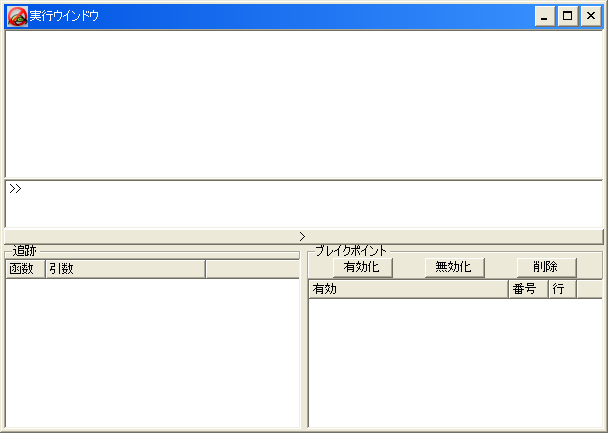 実行ウインドウ
>>
>
追跡
函数 引数
ブレイクポイント
有効化 無効化 削除
有効 番号 行